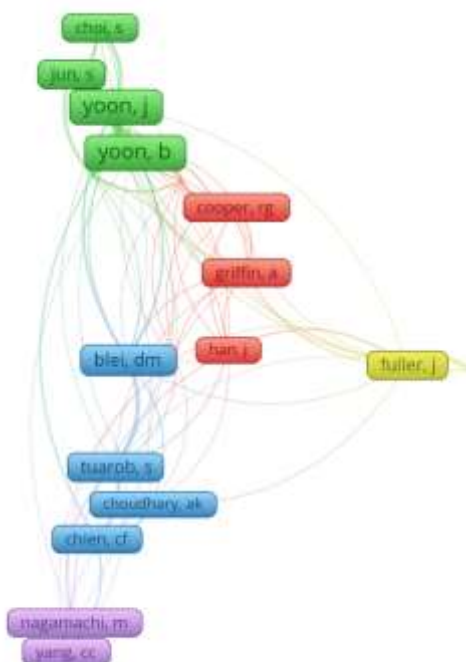 choi, s
jun, s
yoon, j
yoon, b
cooper, rg
griffin, a
han j
blei, dm
fuller, j
tuarob, s
choudhary, ak
chien, cf
nagamachi, m
yang, cc